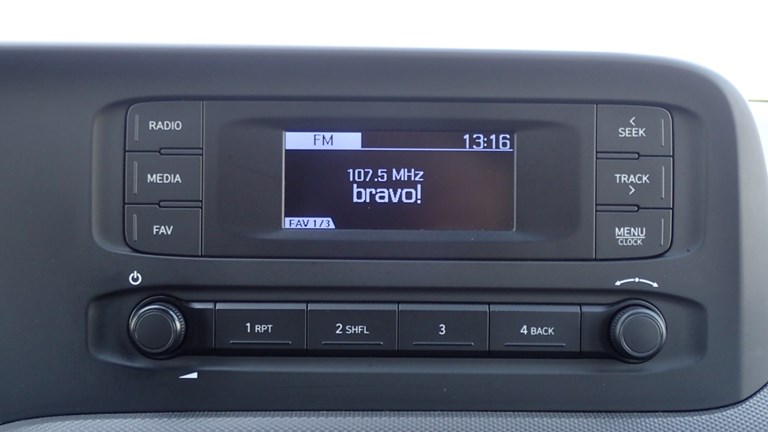 RADIO
MEDIA
FAV
FM 13:16
107.5 MHz
bravo!
FAV 1/3
< SEEK
TRACK >
MENU
CLOCK
1 RPT
2 SHFL
3
4 BACK